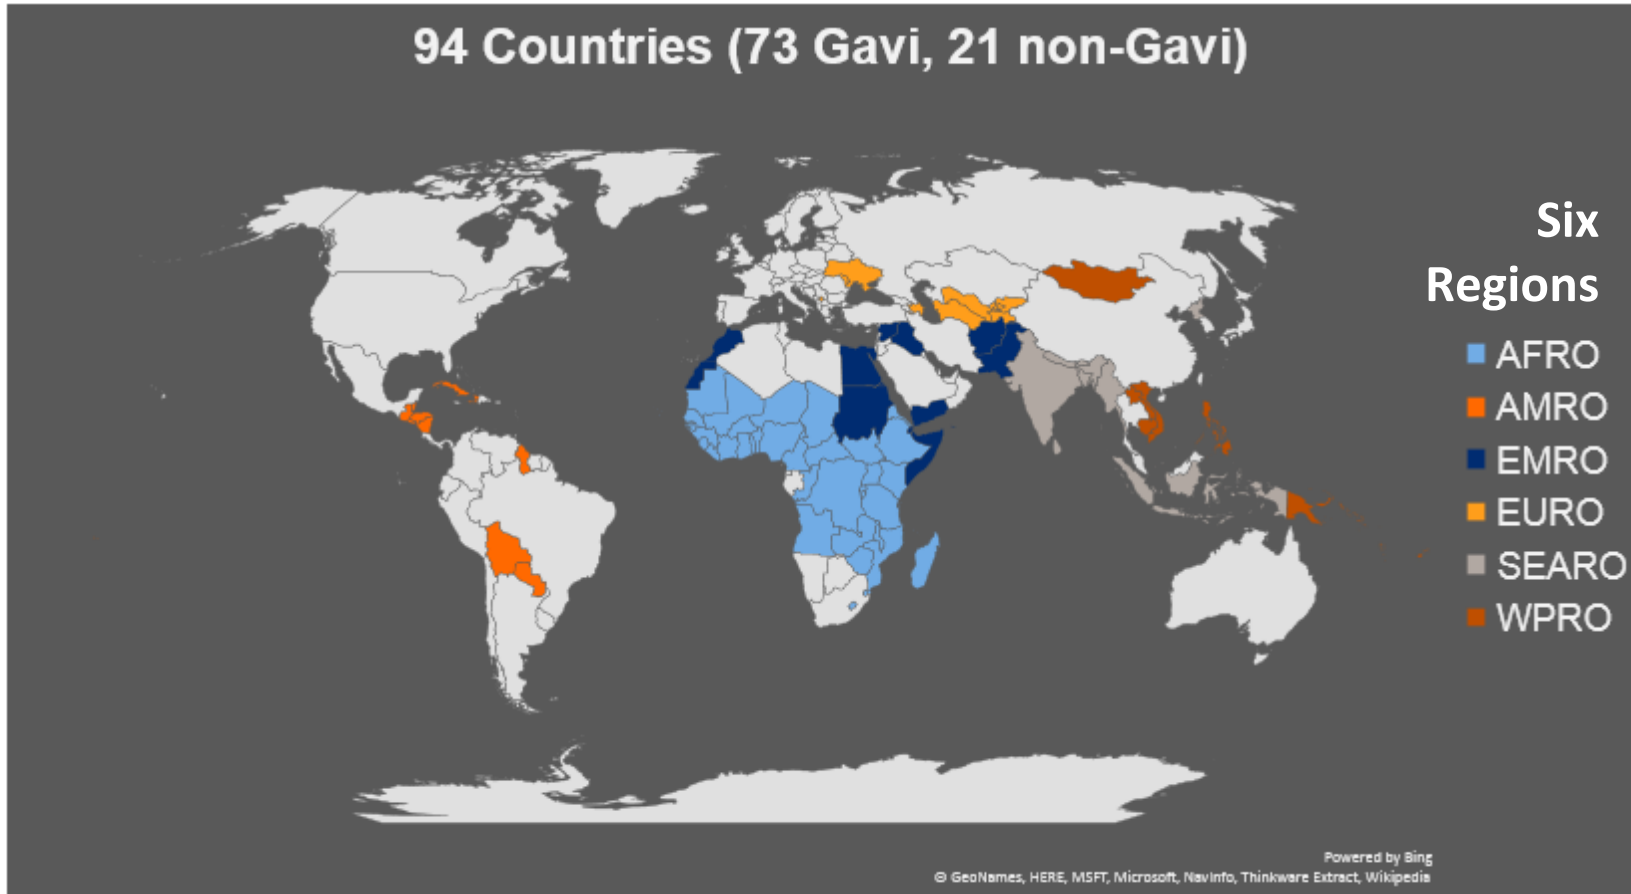 94 Countries (73 Gavi, 21 non-Gavi)
Six
Regions
AFRO
AMRO
EMRO
EURO
SEARO
WPRO
Powered by Bing
© GeoNames, HERE, MSFT, Microsoft, NavInfo, Thinkware Extract, Wikipedia